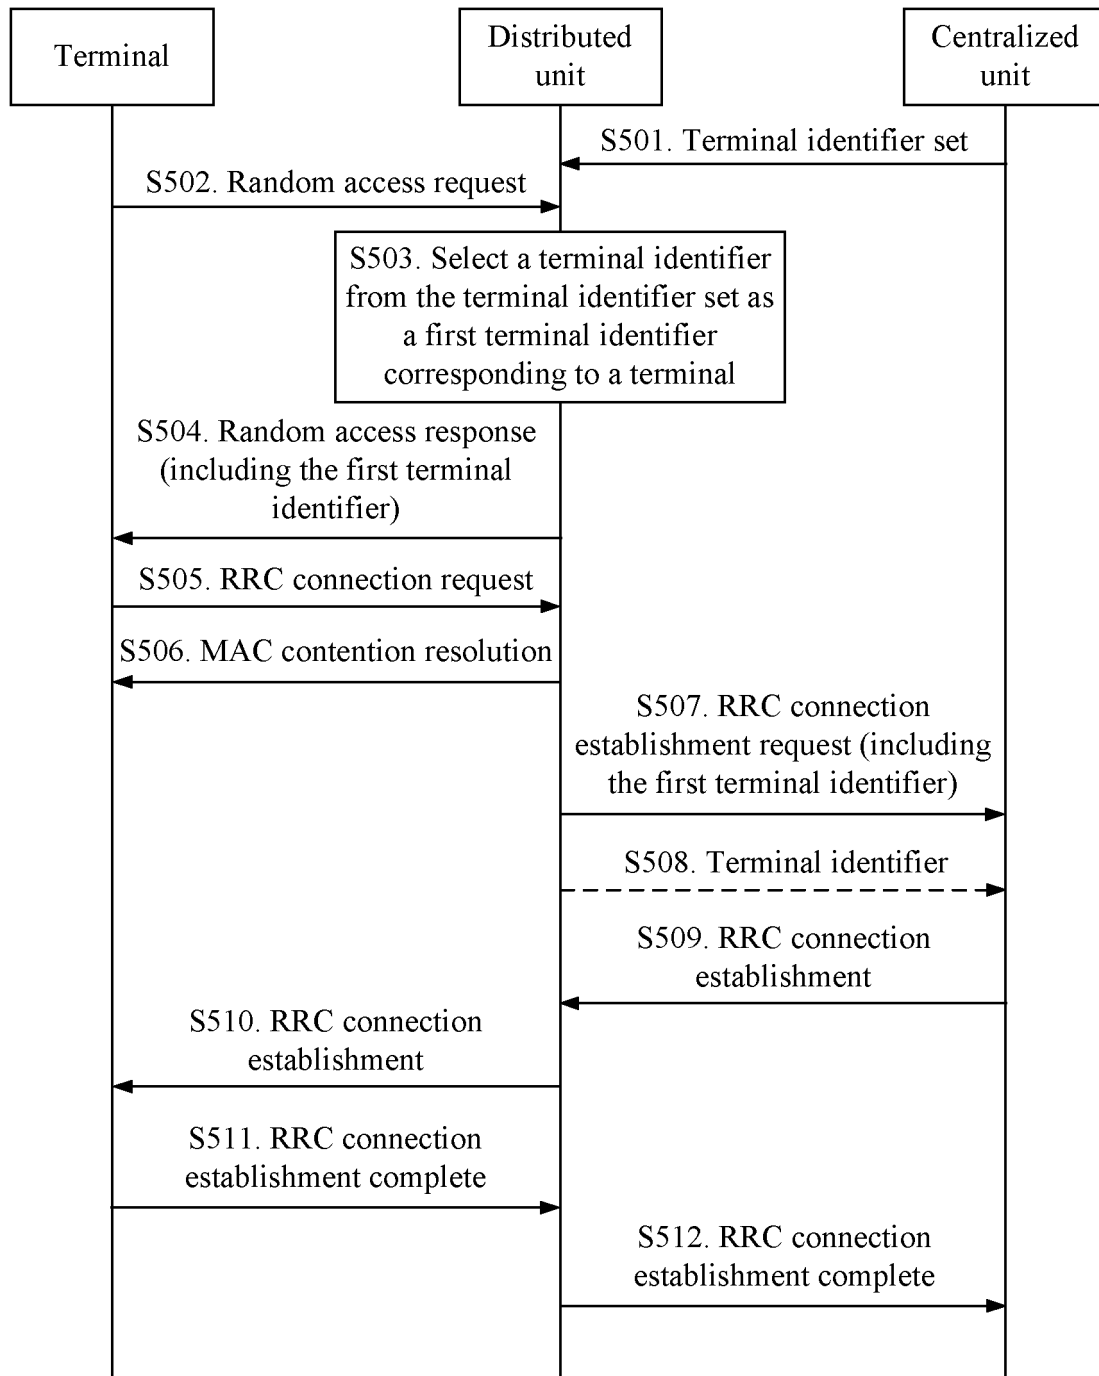 Terminal
Distributed
unit
Centralized
unit
S501. Terminal identifier set
S502. Random access request
S503. Select a terminal identifier
from the terminal identifier set as
a first terminal identifier
corresponding to a terminal
S504. Random access response
(including the first terminal
identifier)
S505. RRC connection request
S506. MAC contention resolution
S507. RRC connection
establishment request (including
the first terminal identifier)
S508. Terminal identifier
S509. RRC connection
establishment
S510. RRC connection
establishment
S511. RRC connection
establishment complete
S512. RRC connection
establishment complete